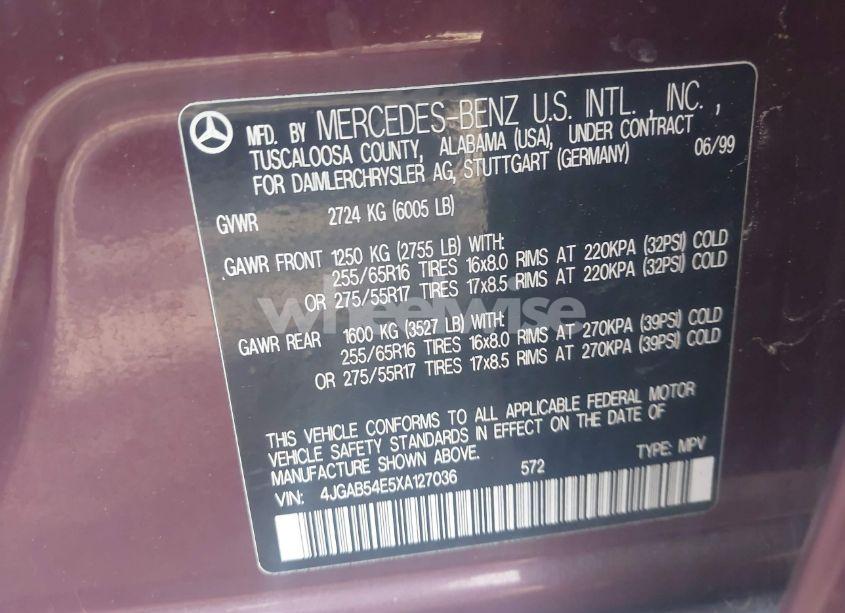 MFD. BY MERCEDES-BENZ U.S. INTL., INC.,
TUSCALOOSA COUNTY, ALABAMA (USA), UNDER CONTRACT
FOR DAIMLERCHRYSLER AG, STUTTGART (GERMANY) 06/99
GVWR 2724 KG (6005 LB)
GAWR FRONT 1250 KG (2755 LB) WITH:
255/65R16 TIRES 16x8.0 RIMS AT 220KPA (32PSI) COLD
OR 275/55R17 TIRES 17x8.5 RIMS AT 220KPA (32PSI) COLD
wheelwise
GAWR REAR 1600 KG (3527 LB) WITH:
255/65R16 TIRES 16x8.0 RIMS AT 270KPA (39PSI) COLD
OR 275/55R17 TIRES 17x8.5 RIMS AT 270KPA (39PSI) COLD
THIS VEHICLE CONFORMS TO ALL APPLICABLE FEDERAL MOTOR
VEHICLE SAFETY STANDARDS IN EFFECT ON THE DATE OF
MANUFACTURE SHOWN ABOVE.
VIN: 4JGAB54E5XA127036 572 TYPE: MPV